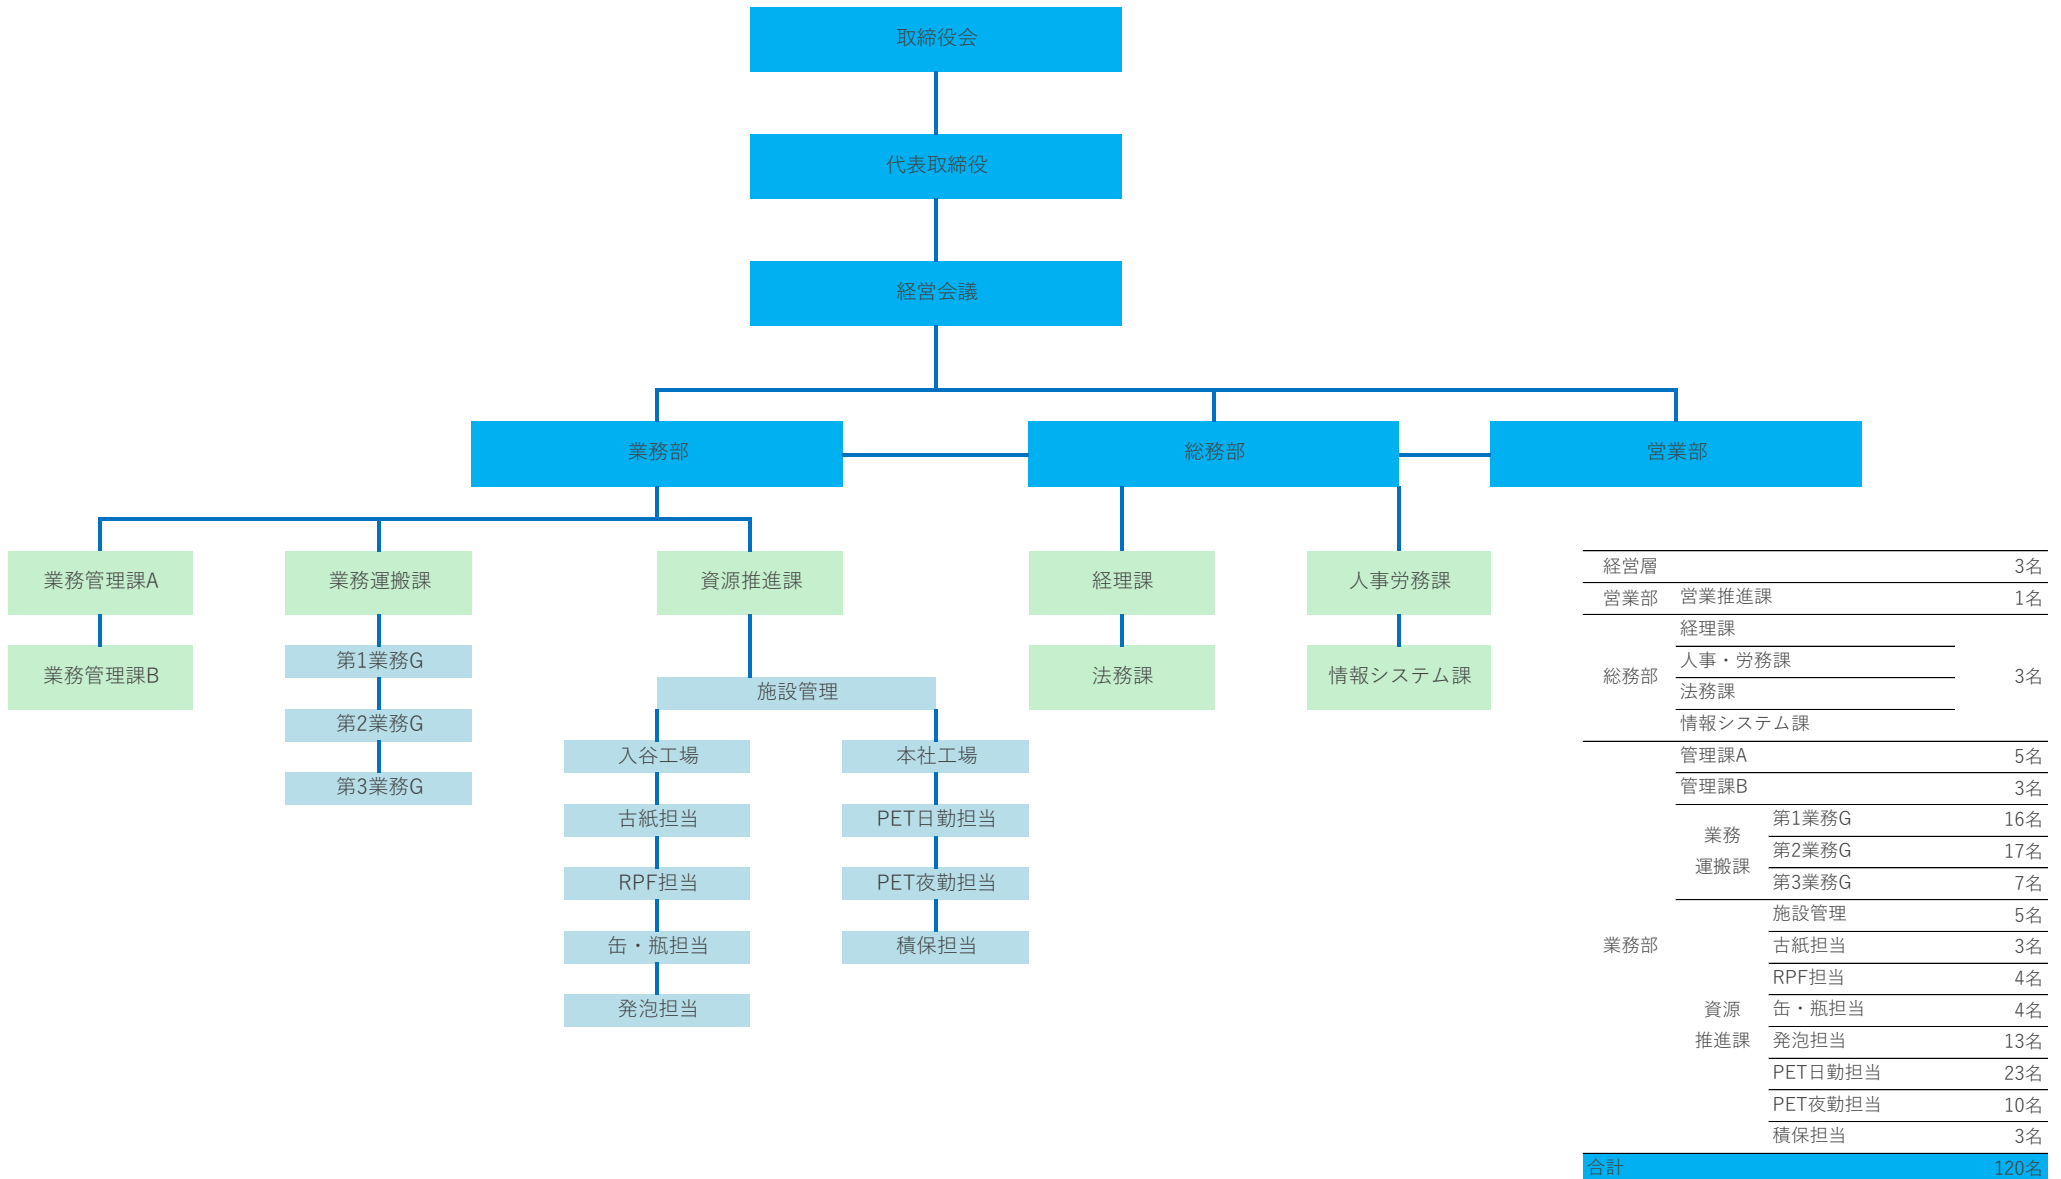 取締役会
代表取締役
経営会議
業務部
総務部
営業部
業務管理課A
業務運搬課
資源推進課
経理課
人事労務課
業務管理課B
第1業務G
第2業務G
第3業務G
施設管理
入谷工場
古紙担当
RPF担当
缶・瓶担当
発泡担当
本社工場
PET日勤担当
PET夜勤担当
積保担当
法務課
情報システム課
経営層 3名
営業部 営業推進課 1名
総務部
経理課
人事・労務課
法務課
情報システム課
3名
業務部
管理課A 5名
管理課B 3名
業務
運搬課
第1業務G 16名
第2業務G 17名
第3業務G 7名
資源
推進課
施設管理 5名
古紙担当 3名
RPF担当 4名
缶・瓶担当 4名
発泡担当 13名
PET日勤担当 23名
PET夜勤担当 10名
積保担当 3名
合計 120名